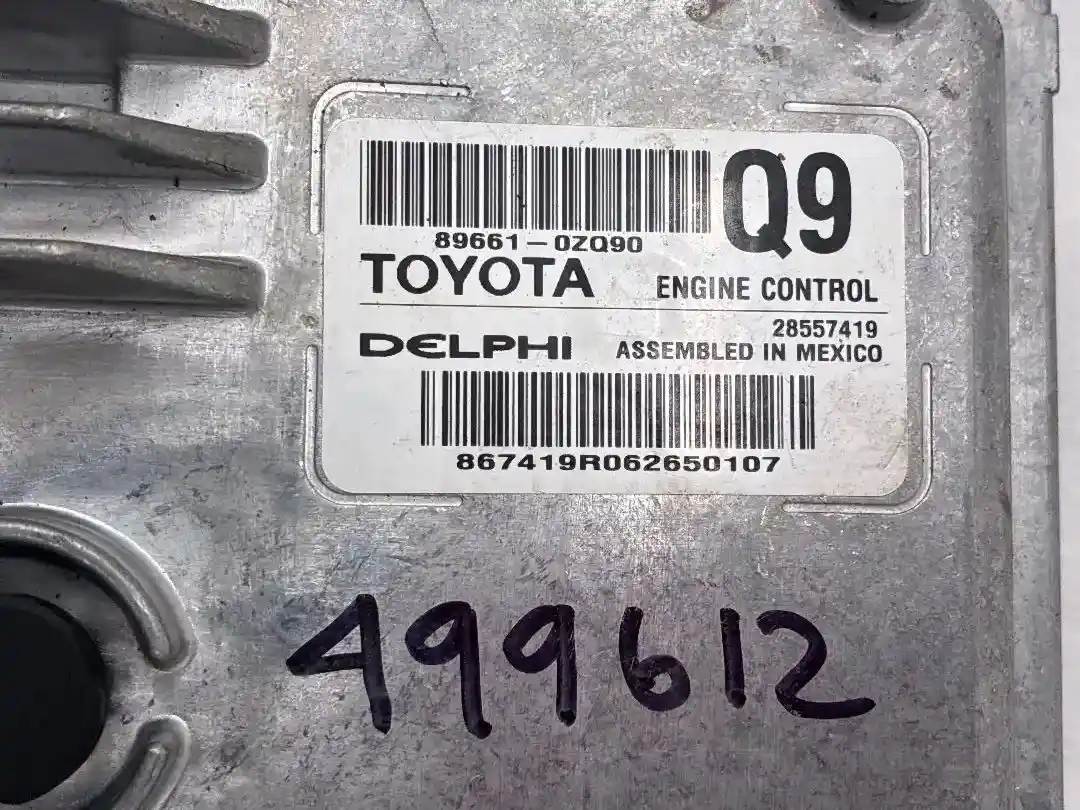 89661-0ZQ90
Q9
TOYOTA ENGINE CONTROL
28557419
DELPHI ASSEMBLED IN MEXICO
867419R062650107
499612